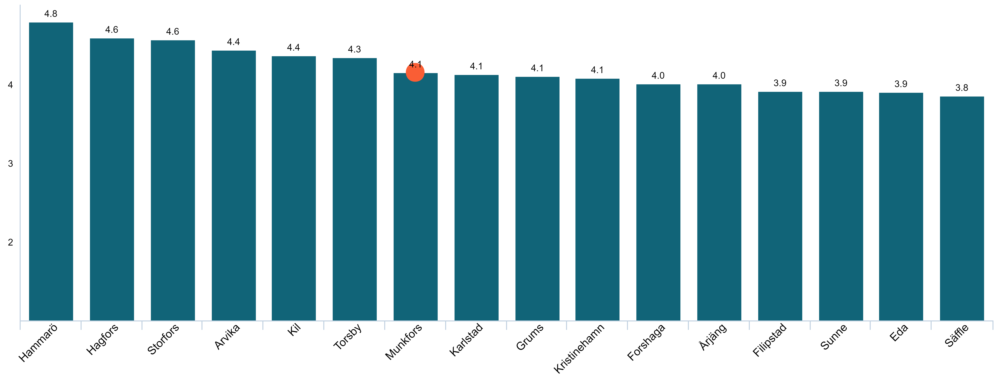 4.8
4.6
4.6
4.4
4.4
4.3
4.1
4.1
4.1
4.1
4.0
4.0
3.9
3.9
3.9
3.8
4
3
2
Hammarö
Hagfors
Storfors
Arvika
Kil
Torsby
Munkfors
Karlstad
Grums
Kristinehamn
Forshaga
Årjäng
Filipstad
Sunne
Eda
Säffle